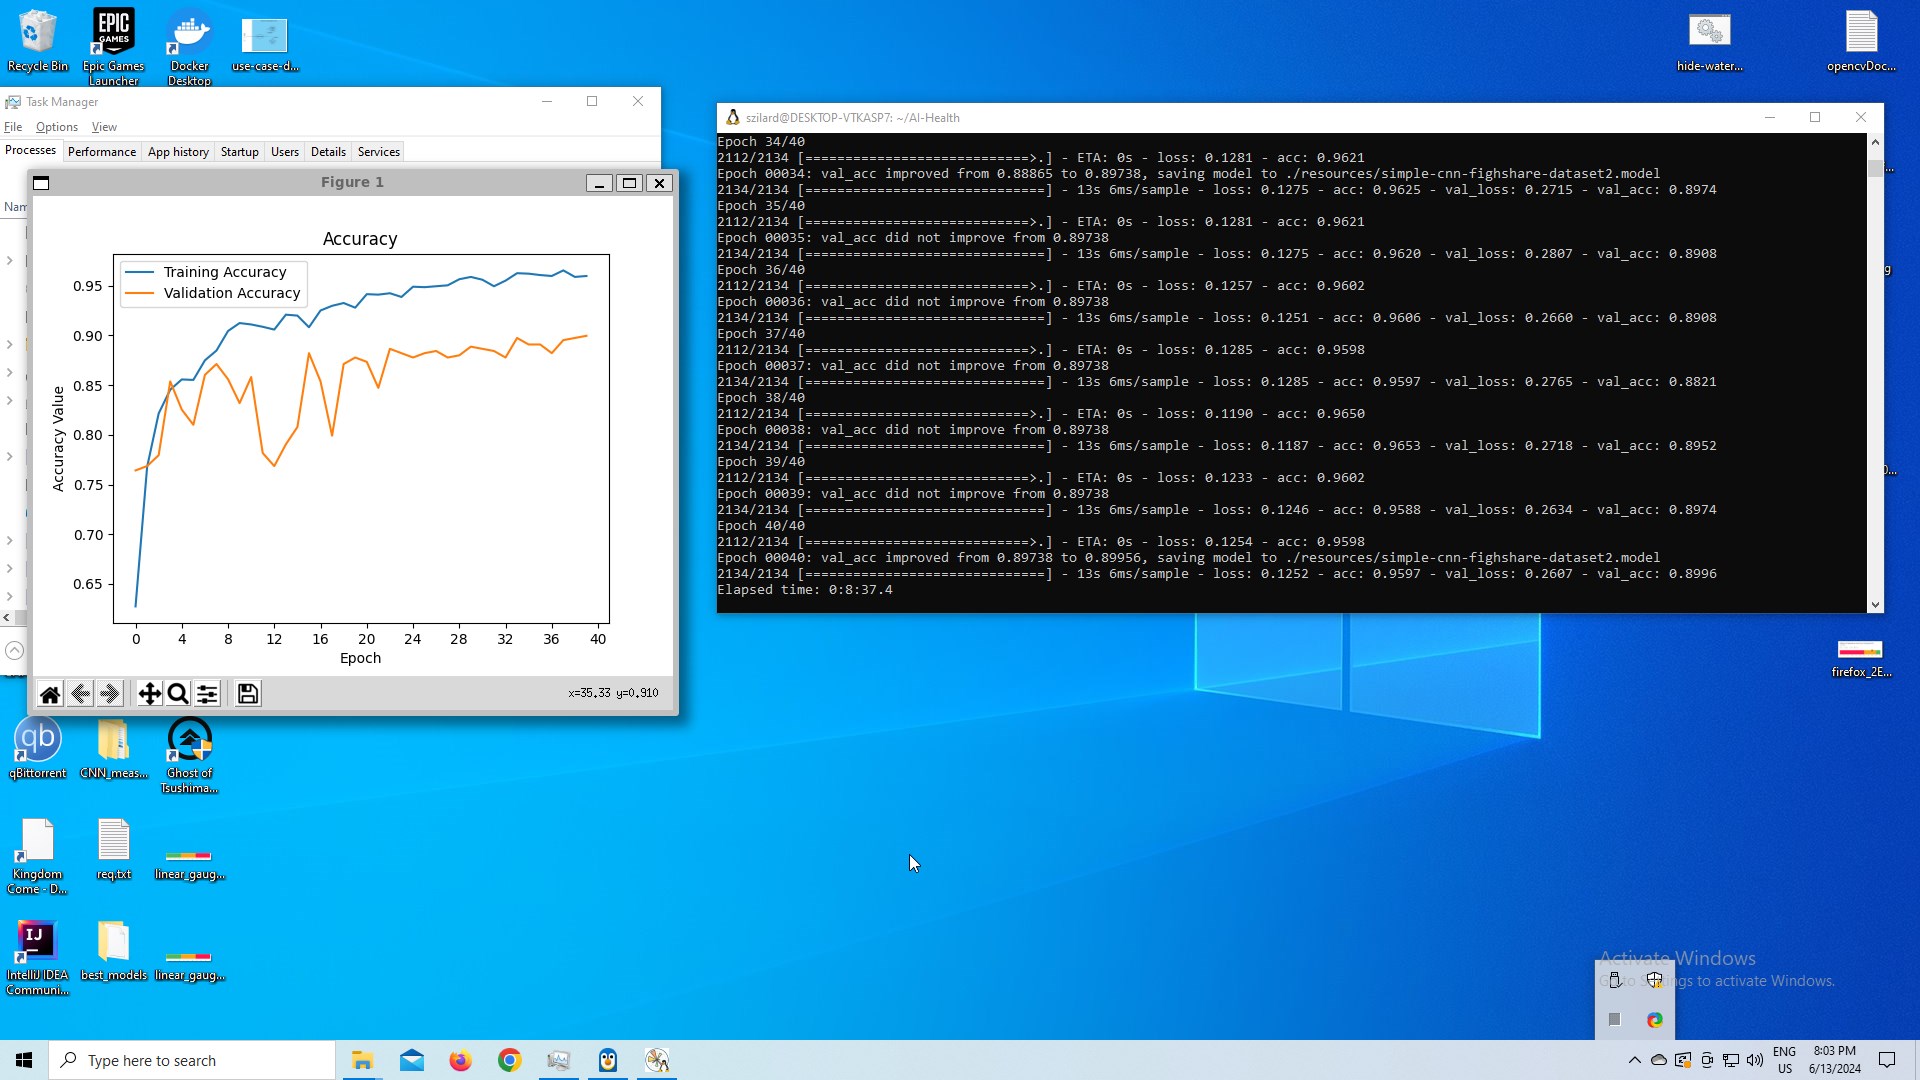 Recycle Bin
Epic Games Launcher
Docker Desktop
use-case-d...
hide-water...
opencvDoc...
Task Manager
File Options View
Processes Performance App history Startup Users Details Services
Figure 1
Accuracy
Training Accuracy
Validation Accuracy
0.95
0.90
0.85
0.80
0.75
0.70
0.65
Accuracy Value
0 4 8 12 16 20 24 28 32 36 40
Epoch
x=35.33 y=0.910
szilard@DESKTOP-VTKASP7: ~/AI-Health
Epoch 34/40
2112/2134 [============================>.] - ETA: 0s - loss: 0.1281 - acc: 0.9621
Epoch 00034: val_acc improved from 0.88865 to 0.89738, saving model to ./resources/simple-cnn-fighshare-dataset2.model
2134/2134 [==============================] - 13s 6ms/sample - loss: 0.1275 - acc: 0.9625 - val_loss: 0.2715 - val_acc: 0.8974
Epoch 35/40
2112/2134 [============================>.] - ETA: 0s - loss: 0.1281 - acc: 0.9621
Epoch 00035: val_acc did not improve from 0.89738
2134/2134 [==============================] - 13s 6ms/sample - loss: 0.1275 - acc: 0.9620 - val_loss: 0.2807 - val_acc: 0.8908
Epoch 36/40
2112/2134 [============================>.] - ETA: 0s - loss: 0.1257 - acc: 0.9602
Epoch 00036: val_acc did not improve from 0.89738
2134/2134 [==============================] - 13s 6ms/sample - loss: 0.1251 - acc: 0.9606 - val_loss: 0.2660 - val_acc: 0.8908
Epoch 37/40
2112/2134 [============================>.] - ETA: 0s - loss: 0.1285 - acc: 0.9598
Epoch 00037: val_acc did not improve from 0.89738
2134/2134 [==============================] - 13s 6ms/sample - loss: 0.1285 - acc: 0.9597 - val_loss: 0.2765 - val_acc: 0.8821
Epoch 38/40
2112/2134 [============================>.] - ETA: 0s - loss: 0.1190 - acc: 0.9650
Epoch 00038: val_acc did not improve from 0.89738
2134/2134 [==============================] - 13s 6ms/sample - loss: 0.1187 - acc: 0.9653 - val_loss: 0.2718 - val_acc: 0.8952
Epoch 39/40
2112/2134 [============================>.] - ETA: 0s - loss: 0.1233 - acc: 0.9602
Epoch 00039: val_acc did not improve from 0.89738
2134/2134 [==============================] - 13s 6ms/sample - loss: 0.1246 - acc: 0.9588 - val_loss: 0.2634 - val_acc: 0.8974
Epoch 40/40
2112/2134 [============================>.] - ETA: 0s - loss: 0.1254 - acc: 0.9598
Epoch 00040: val_acc improved from 0.89738 to 0.89956, saving model to ./resources/simple-cnn-fighshare-dataset2.model
2134/2134 [==============================] - 13s 6ms/sample - loss: 0.1252 - acc: 0.9597 - val_loss: 0.2607 - val_acc: 0.8996
Elapsed time: 0:8:37.4
firefox_2E...
qBittorrent
CNN_meas...
Ghost of Tsushima...
Kingdom Come - D...
req.txt
linear_gaug...
IntelliJ IDEA Communi...
best_models
linear_gaug...
Activate Windows
Go to Settings to activate Windows.
Type here to search
ENG
US
8:03 PM
6/13/2024